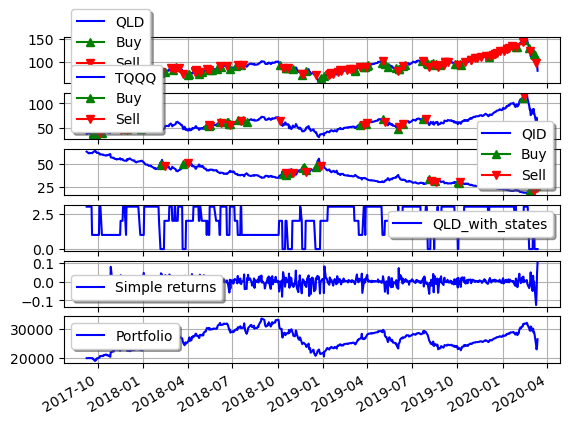 QLD
Buy
Sell
150
100
TQQQ
Buy
Sell
100
50
QID
Buy
Sell
50
25
QLD_with_states
2.5
0.0
Simple returns
0.1
0.0
−0.1
Portfolio
30000
20000
2017-10
2018-01
2018-04
2018-07
2018-10
2019-01
2019-04
2019-07
2019-10
2020-01
2020-04